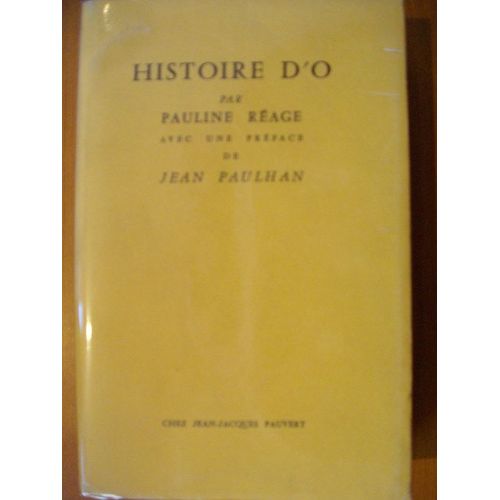 HISTOIRE D'O
PAR
PAULINE RÉAGE
AVEC UNE PRÉFACE
DE
JEAN PAULHAN
CHEZ JEAN-JACQUES PAUVERT